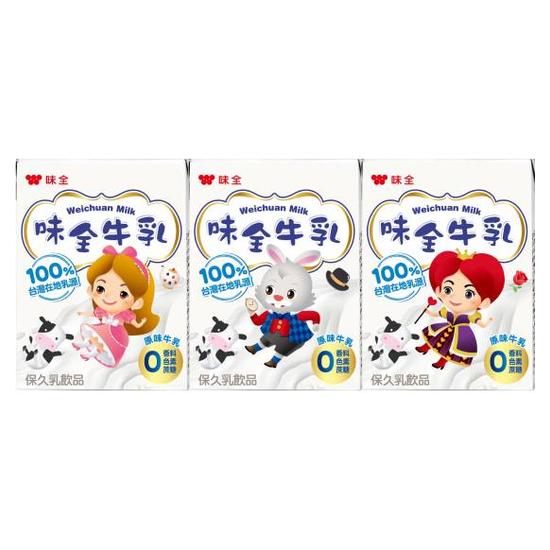 味全
Weichuan Milk
味全牛乳
100%
台灣在地乳源
原味牛乳
0 香料 色素 蔗糖
保久乳飲品
味全
Weichuan Milk
味全牛乳
100%
台灣在地乳源
原味牛乳
0 香料 色素 蔗糖
保久乳飲品
味全
Weichuan Milk
味全牛乳
100%
台灣在地乳源
原味牛乳
0 香料 色素 蔗糖
保久乳飲品